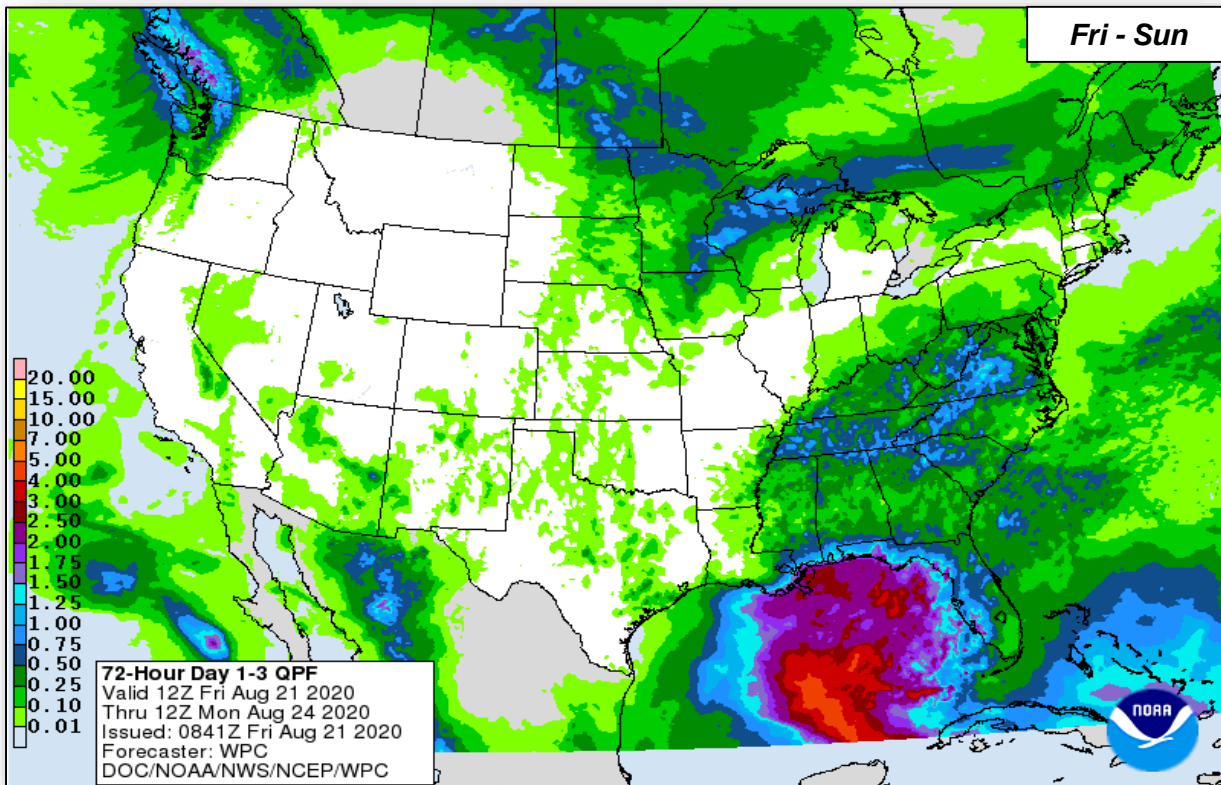 Fri - Sun
20.00
15.00
10.00
7.00
5.00
4.00
3.00
2.50
2.00
1.75
1.50
1.25
1.00
0.75
0.50
0.25
0.10
0.01
72-Hour Day 1-3 QPF
Valid 12Z Fri Aug 21 2020
Thru 12Z Mon Aug 24 2020
Issued: 0841Z Fri Aug 21 2020
Forecaster: WPC
DOC/NOAA/NWS/NCEP/WPC
NOAA